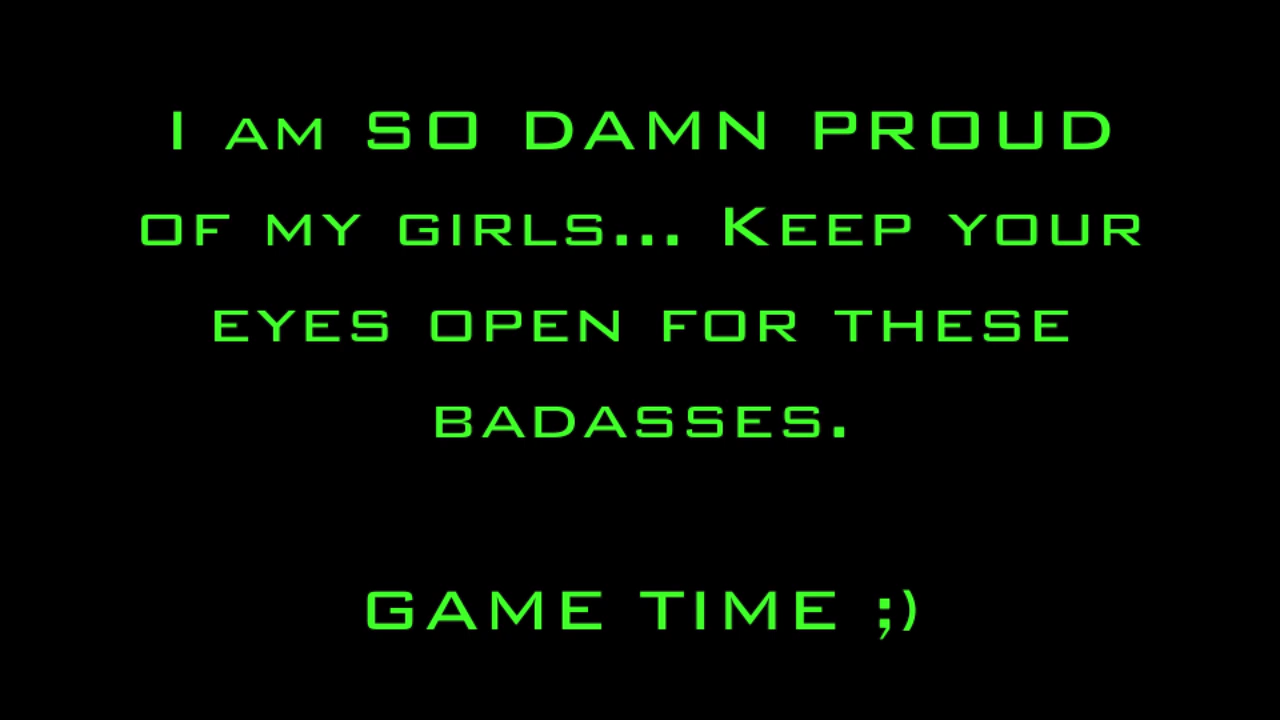 I am SO DAMN PROUD
of my girls... Keep your
eyes open for these
badasses.
GAME TIME ;)